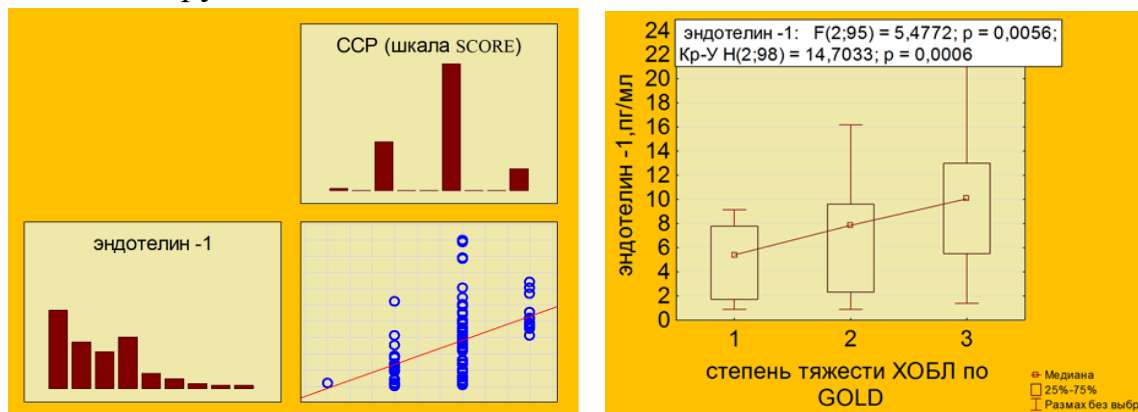 ССР (шкала SCORE)
эндотелин -1
эндотелин -1: F(2;95) = 5,4772; p = 0,0056;
Кр-У H(2;98) = 14,7033; p = 0,0006
24
22
20
18
16
14
12
10
8
6
4
2
0
эндотелин -1,пг/мл
1 2 3
степень тяжести ХОБЛ по
GOLD
Медиана
25%-75%
Размах без выбр